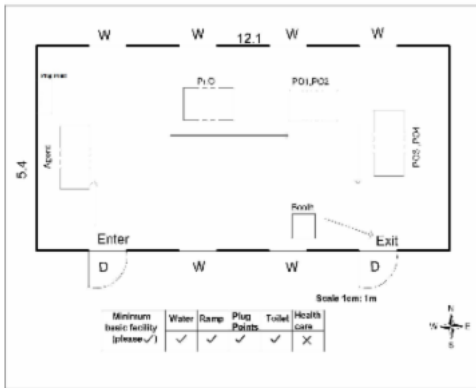 W W W W
12.1
Pr.O
PO1,PO2
Agent
5.4
PO3 ,PO4
Booth
Enter
Exit
D W W D
Scale 1cm: 1m
Minimum basic facility (please ✓) Water Ramp Plug Points Toilet Health care
✓ ✓ ✓ ✓ X
N
W E
S